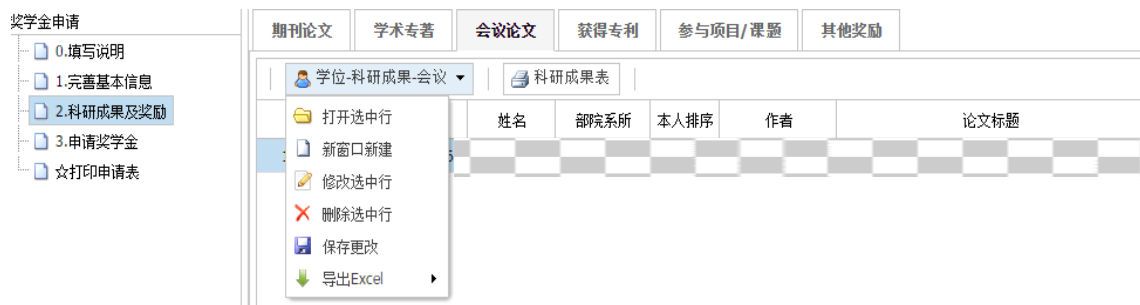 奖学金申请
0.填写说明
1.完善基本信息
2.科研成果及奖励
3.申请奖学金
☆打印申请表
期刊论文 学术专著 会议论文 获得专利 参与项目/课题 其他奖励
学位-科研成果-会议 科研成果表
姓名 部院系所 本人排序 作者 论文标题
打开选中行
新窗口新建
修改选中行
删除选中行
保存更改
导出Excel